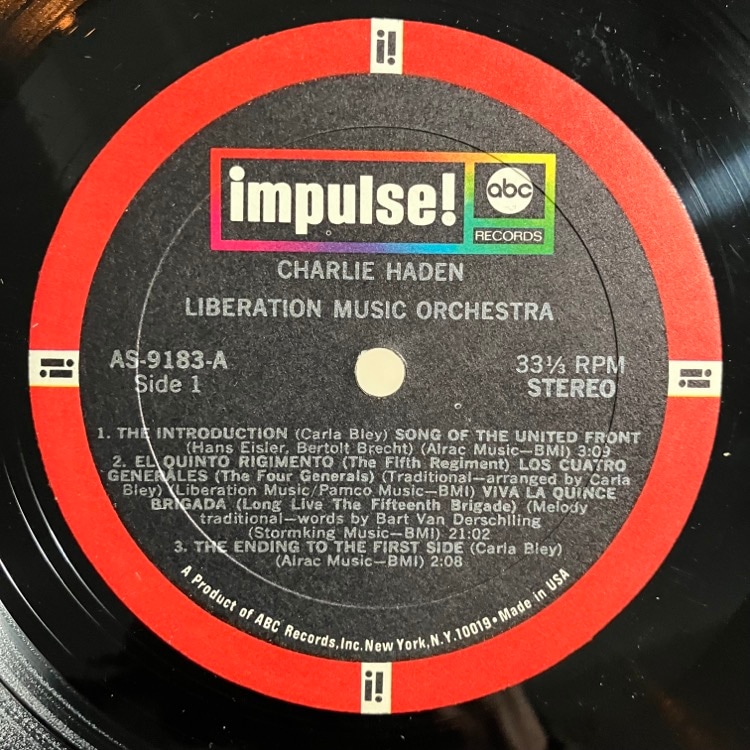 i!
impulse!
abc
RECORDS
CHARLIE HADEN
LIBERATION MUSIC ORCHESTRA
AS-9183-A
Side 1
33⅓ RPM
STEREO
i!
i!
1. THE INTRODUCTION (Carla Bley) SONG OF THE UNITED FRONT
(Hans Eisler, Bertolt Brecht) (Alrac Music—BMI) 3:09
2. EL QUINTO RIGIMENTO (The Fifth Regiment) LOS CUATRO
GENERALES (The Four Generals) (Traditional—arranged by Carla
Bley) (Liberation Music/Pamco Music—BMI) VIVA LA QUINCE
BRIGADA (Long Live The Fifteenth Brigade) (Melody
traditional—words by Bart Van Derschlling
(Stormking Music—BMI) 21:02
3. THE ENDING TO THE FIRST SIDE (Carla Bley)
(Alrac Music—BMI) 2:08
A Product of ABC Records, Inc. New York, N.Y. 10019 • Made in USA
i!